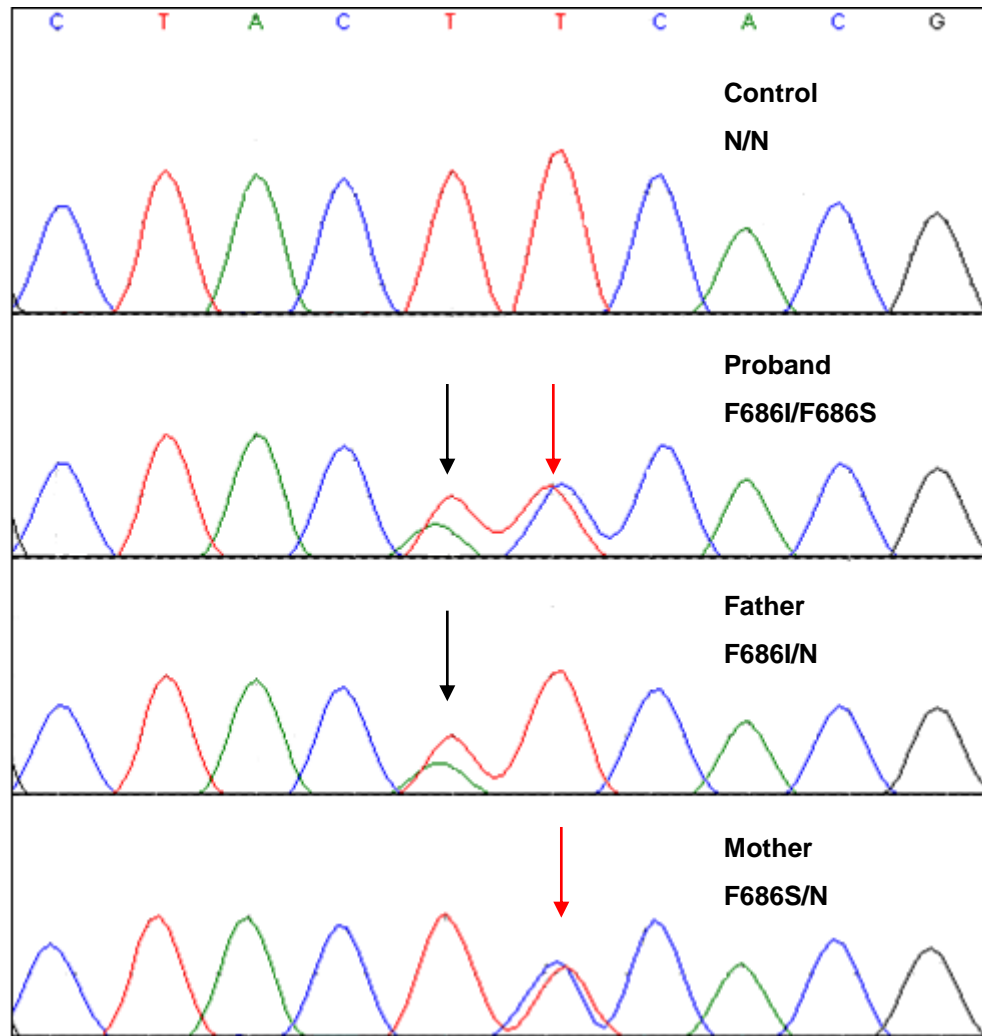 C T A C T T C A C G
Control
N/N
Proband
F686I/F686S
Father
F686I/N
Mother
F686S/N